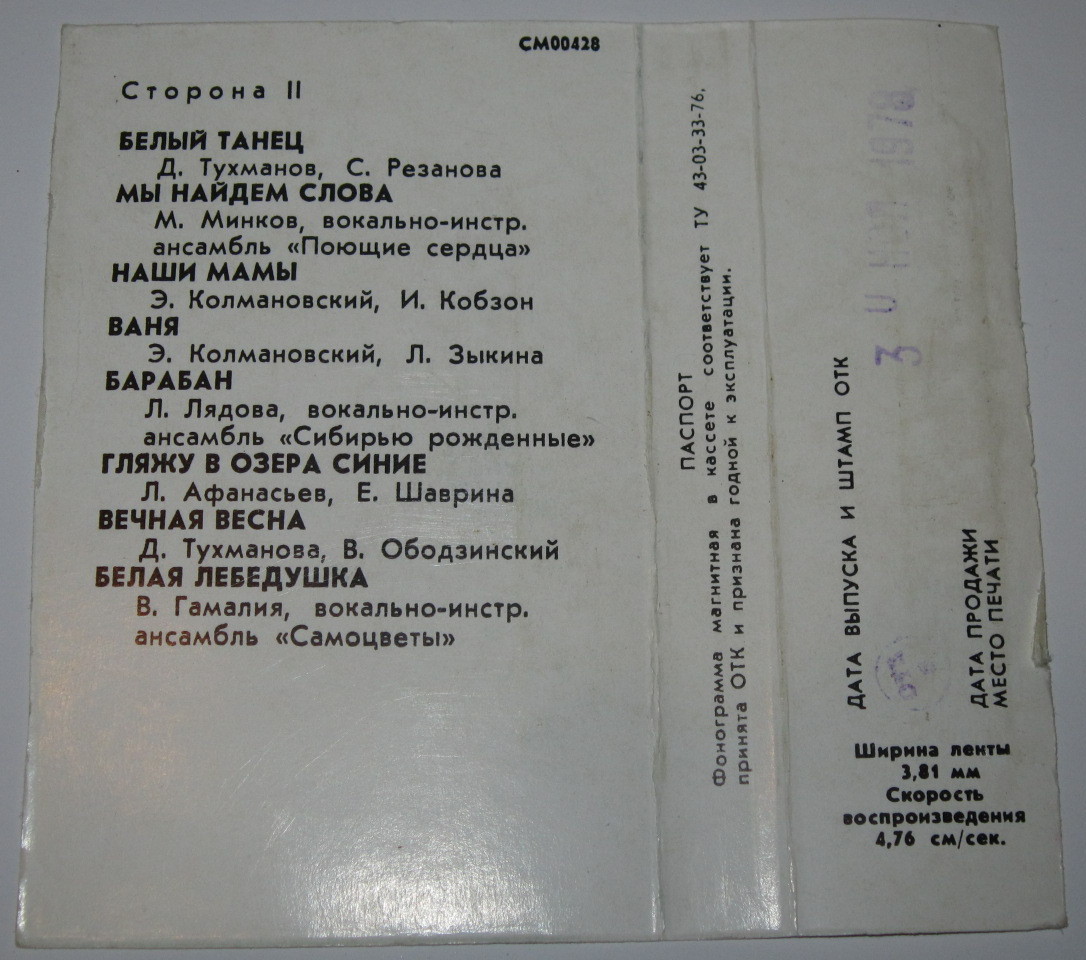 СМ00428
Сторона II
БЕЛЫЙ ТАНЕЦ
Д. Тухманов, С. Резанова
МЫ НАЙДЕМ СЛОВА
М. Минков, вокально-инстр.
ансамбль «Поющие сердца»
НАШИ МАМЫ
Э. Колмановский, И. Кобзон
ВАНЯ
Э. Колмановский, Л. Зыкина
БАРАБАН
Л. Лядова, вокально-инстр.
ансамбль «Сибирью рожденные»
ГЛЯЖУ В ОЗЕРА СИНИЕ
Л. Афанасьев, Е. Шаврина
ВЕЧНАЯ ВЕСНА
Д. Тухманова, В. Ободзинский
БЕЛАЯ ЛЕБЕДУШКА
В. Гамалия, вокально-инстр.
ансамбль «Самоцветы»
ПАСПОРТ
Фонограмма магнитная в кассете соответствует ТУ 43-03-33-76,
принята ОТК и признана годной к эксплуатации.
ДАТА ВЫПУСКА И ШТАМП ОТК
3 0 НОЯ 1978
ДАТА ПРОДАЖИ
МЕСТО ПЕЧАТИ
Ширина ленты
3,81 мм
Скорость
воспроизведения
4,76 см/сек.